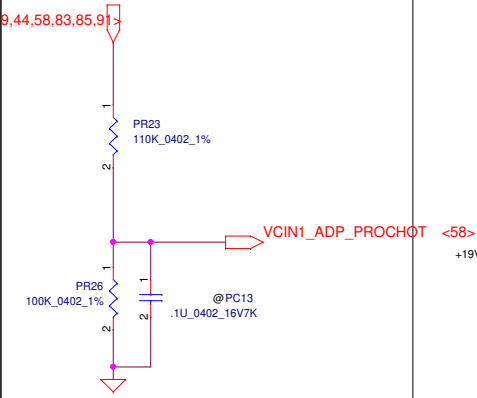 9,44,58,83,85,91>
1
PR23
110K_0402_1%
2
VCIN1_ADP_PROCHOT <58>
+19V
1
PR26
100K_0402_1%
2
1
@PC13
.1U_0402_16V7K
2